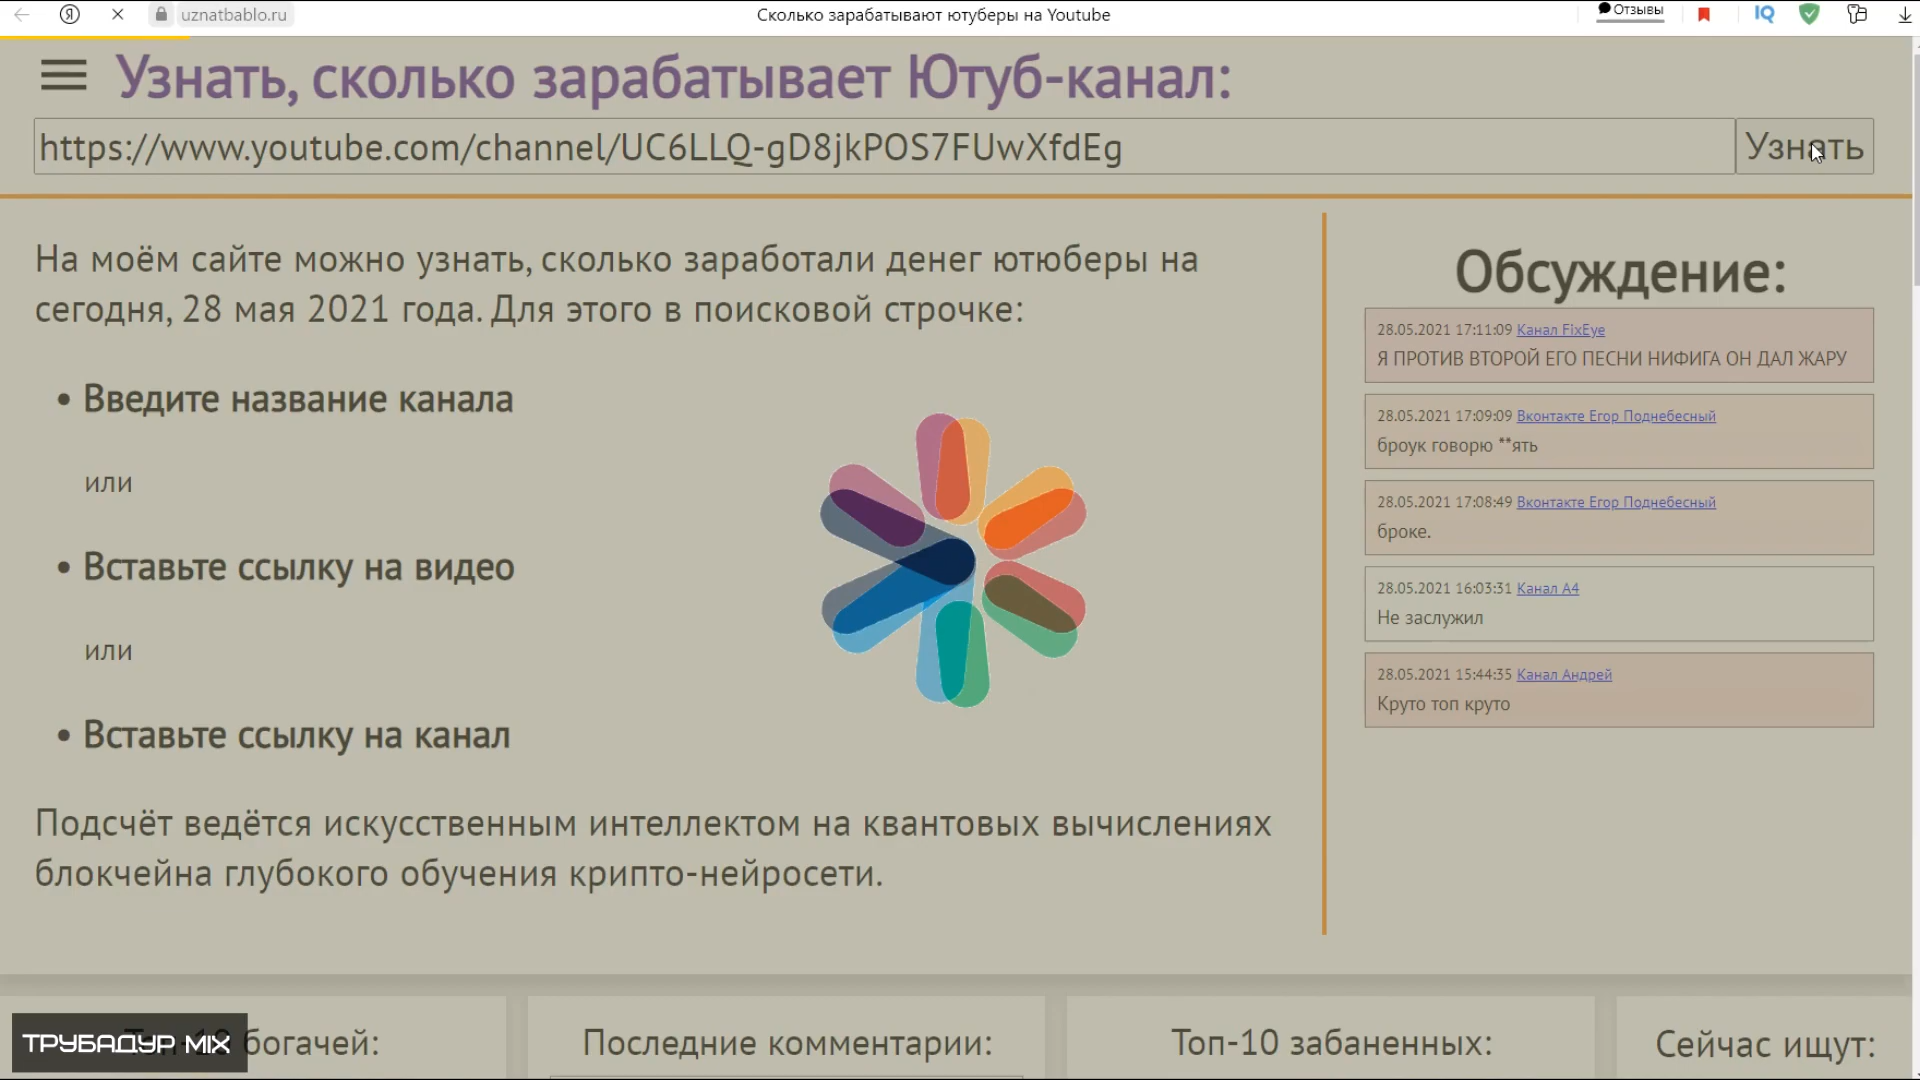 uznatbablo.ru
Сколько зарабатывают ютуберы на Youtube
Отзывы
Узнать, сколько зарабатывает Ютуб-канал:
https://www.youtube.com/channel/UC6LLQ-gD8jkPOS7FUwXfdEg
Узнать
На моём сайте можно узнать, сколько заработали денег ютюберы на
сегодня, 28 мая 2021 года. Для этого в поисковой строчке:
• Введите название канала
или
• Вставьте ссылку на видео
или
• Вставьте ссылку на канал
Подсчёт ведётся искусственным интеллектом на квантовых вычислениях
блокчейна глубокого обучения крипто-нейросети.
Обсуждение:
28.05.2021 17:11:09 Канал FixEye
Я ПРОТИВ ВТОРОЙ ЕГО ПЕСНИ НИФИГА ОН ДАЛ ЖАРУ
28.05.2021 17:09:09 Вконтакте Егор Поднебесный
броук говорю **ять
28.05.2021 17:08:49 Вконтакте Егор Поднебесный
броке.
28.05.2021 16:03:31 Канал А4
Не заслужил
28.05.2021 15:44:35 Канал Андрей
Круто топ круто
богачей:
Последние комментарии:
Топ-10 забаненных:
Сейчас ищут:
ТРУБАДУР MIX